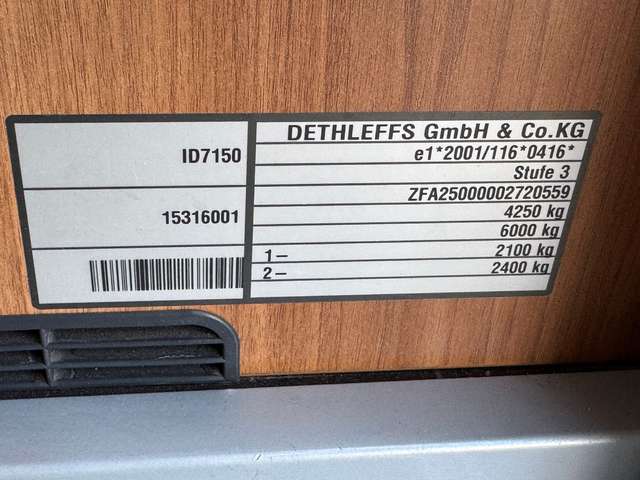 ID7150
15316001
DETHLEFFS GmbH & Co.KG
e1*2001/116*0416*
Stufe 3
ZFA25000002720559
4250 kg
6000 kg
1– 2100 kg
2– 2400 kg